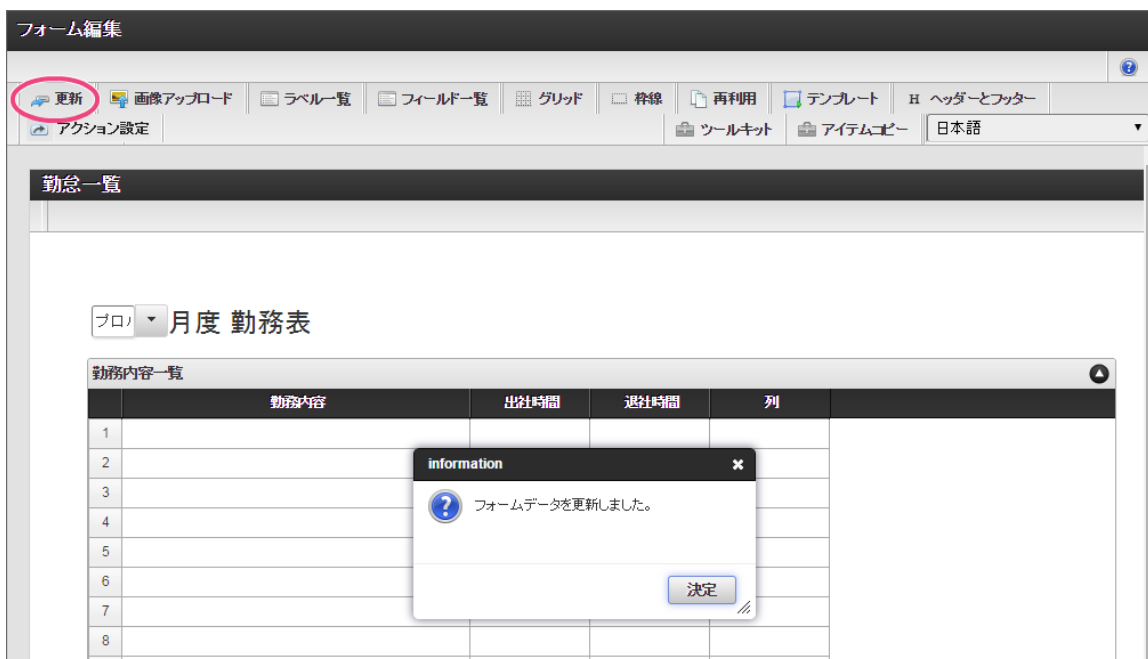 フォーム編集
更新 画像アップロード ラベル一覧 フィールド一覧 グリッド 枠線 再利用 テンプレート H ヘッダーとフッター
アクション設定 ツールキット アイテムコピー 日本語
勤怠一覧
月度 勤務表
勤務内容一覧
勤務内容 出社時間 退社時間 列
1
2
information
3
フォームデータを更新しました。
4
5
6
決定
7
8